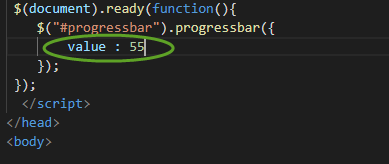 $(document).ready(function(){
$("#progressbar").progressbar({
value : 55
});
});
</script>
</head>
<body>